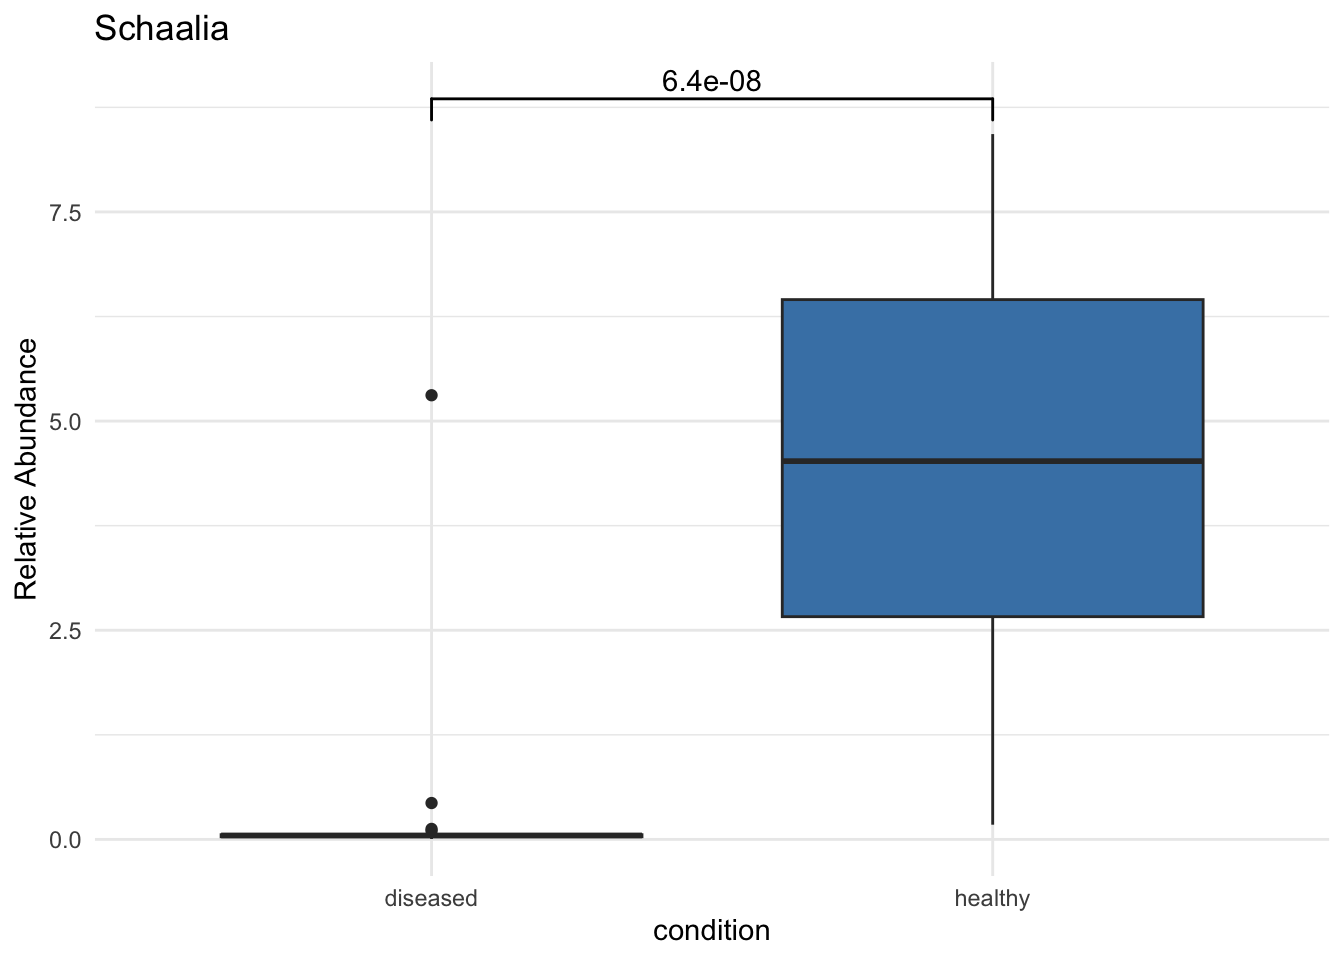 Schaalia
6.4e-08
7.5
5.0
2.5
0.0
Relative Abundance
diseased healthy
condition